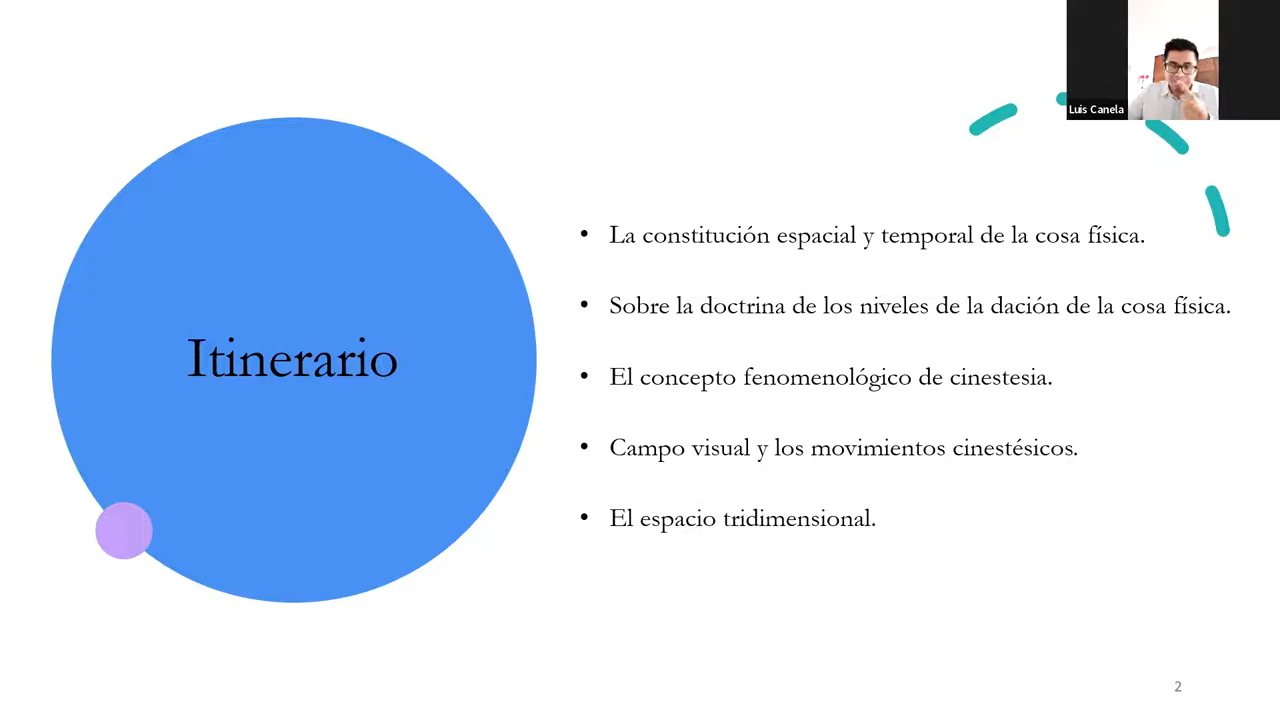 Luis Canela
Itinerario
• La constitución espacial y temporal de la cosa física.
• Sobre la doctrina de los niveles de la dación de la cosa física.
• El concepto fenomenológico de cinestesia.
• Campo visual y los movimientos cinestésicos.
• El espacio tridimensional.
2